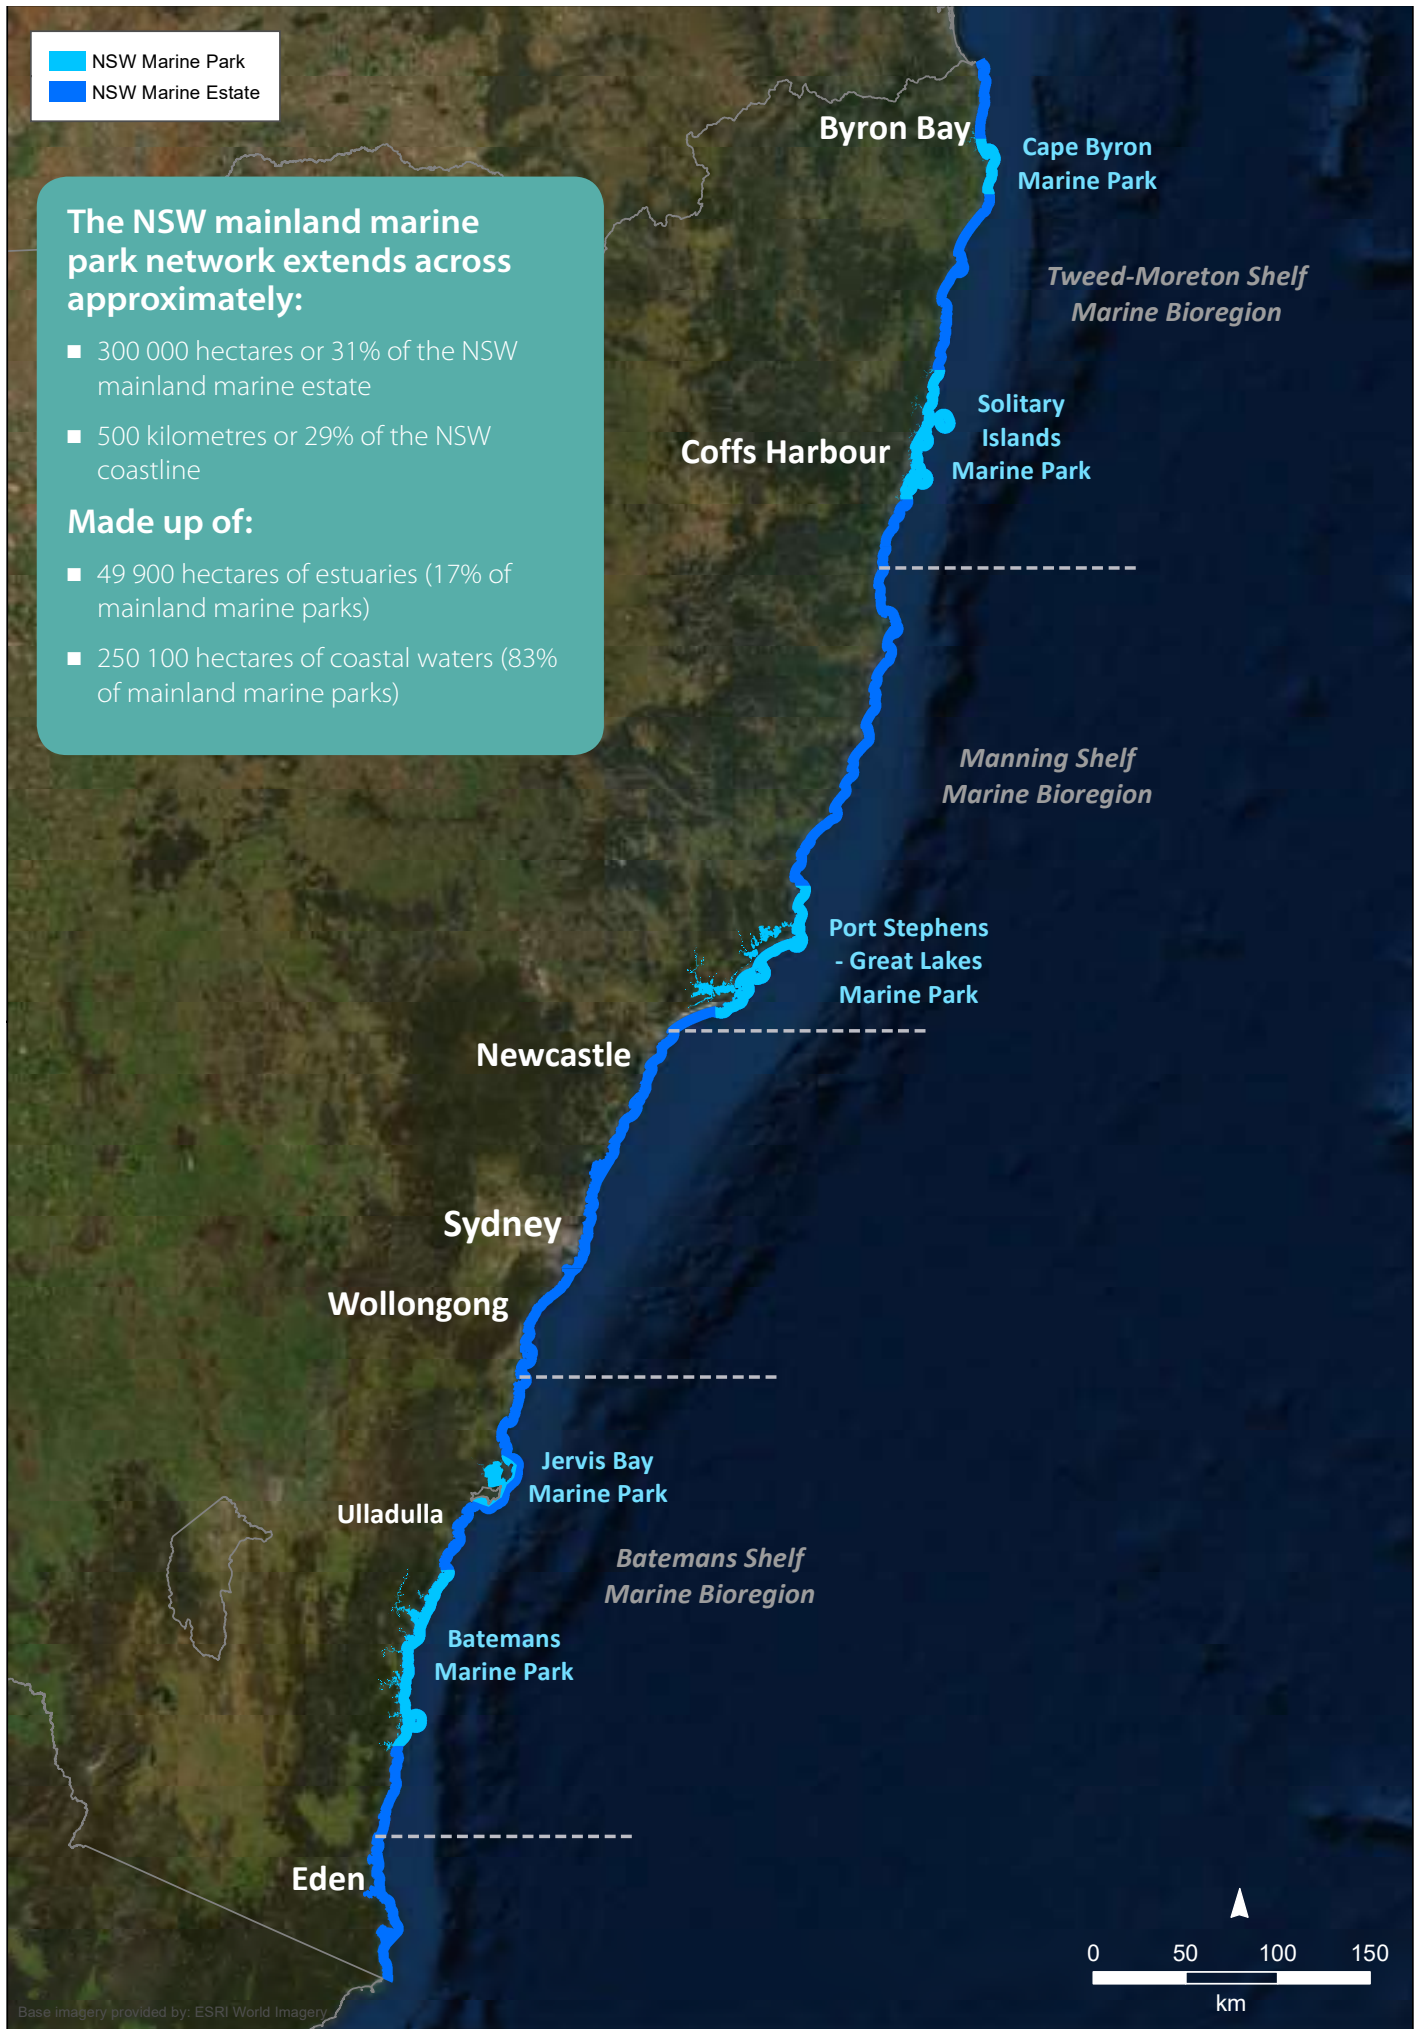 NSW Marine Park
NSW Marine Estate
Byron Bay
Cape Byron
Marine Park
The NSW mainland marine
park network extends across
approximately:
■ 300 000 hectares or 31% of the NSW
mainland marine estate
■ 500 kilometres or 29% of the NSW
coastline
Made up of:
■ 49 900 hectares of estuaries (17% of
mainland marine parks)
■ 250 100 hectares of coastal waters (83%
of mainland marine parks)
Tweed-Moreton Shelf
Marine Bioregion
Solitary
Islands
Marine Park
Coffs Harbour
Manning Shelf
Marine Bioregion
Port Stephens
- Great Lakes
Marine Park
Newcastle
Sydney
Wollongong
Jervis Bay
Marine Park
Ulladulla
Batemans Shelf
Marine Bioregion
Batemans
Marine Park
Eden
0 50 100 150
km
Base imagery provided by: ESRI World Imagery